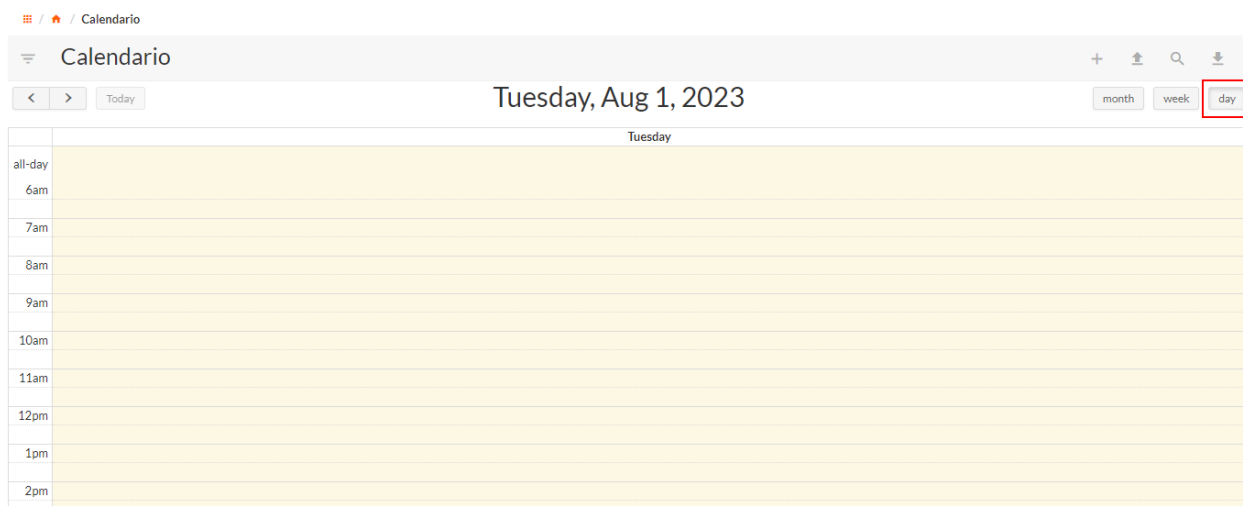 / / Calendario
Calendario
Today Tuesday, Aug 1, 2023 month week day
Tuesday
all-day
6am
7am
8am
9am
10am
11am
12pm
1pm
2pm